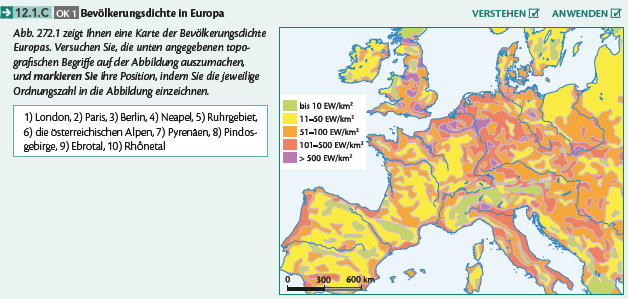 → 12.1.C OK 1 Bevölkerungsdichte in Europa
VERSTEHEN ☑ ANWENDEN ☑
Abb. 272.1 zeigt Ihnen eine Karte der Bevölkerungsdichte
Europas. Versuchen Sie, die unten angegebenen topo-
grafischen Begriffe auf der Abbildung auszumachen,
und markieren Sie ihre Position, indem Sie die jeweilige
Ordnungszahl in die Abbildung einzeichnen.
1) London, 2) Paris, 3) Berlin, 4) Neapel, 5) Ruhrgebiet,
6) die österreichischen Alpen, 7) Pyrenäen, 8) Pindos-
gebirge, 9) Ebrotal, 10) Rhônetal
bis 10 EW/km²
11–50 EW/km²
51–100 EW/km²
101–500 EW/km²
> 500 EW/km²
0 300 600 km